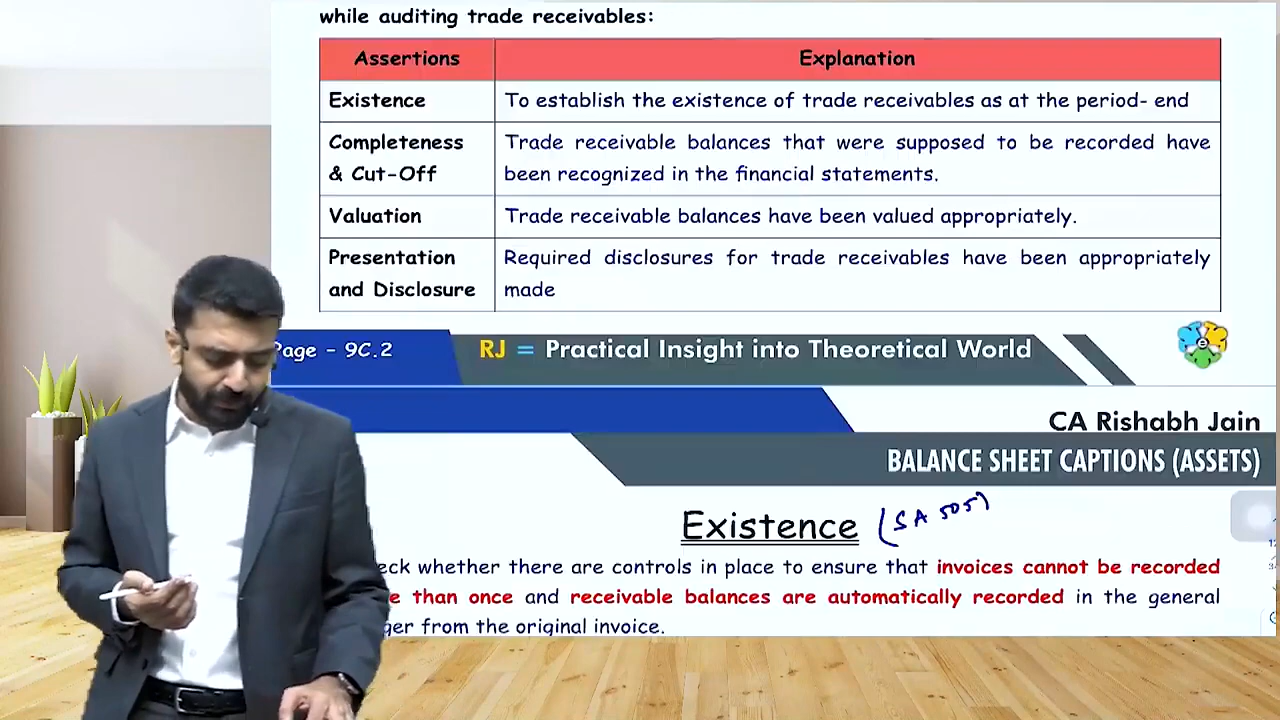 while auditing trade receivables:
Assertions Explanation
Existence To establish the existence of trade receivables as at the period- end
Completeness Trade receivable balances that were supposed to be recorded have
& Cut-Off been recognized in the financial statements.
Valuation Trade receivable balances have been valued appropriately.
Presentation Required disclosures for trade receivables have been appropriately
and Disclosure made
Page - 9C.2 RJ = Practical Insight into Theoretical World
CA Rishabh Jain
BALANCE SHEET CAPTIONS (ASSETS)
Existence (SA 505)
eck whether there are controls in place to ensure that invoices cannot be recorded
e than once and receivable balances are automatically recorded in the general
ger from the original invoice.